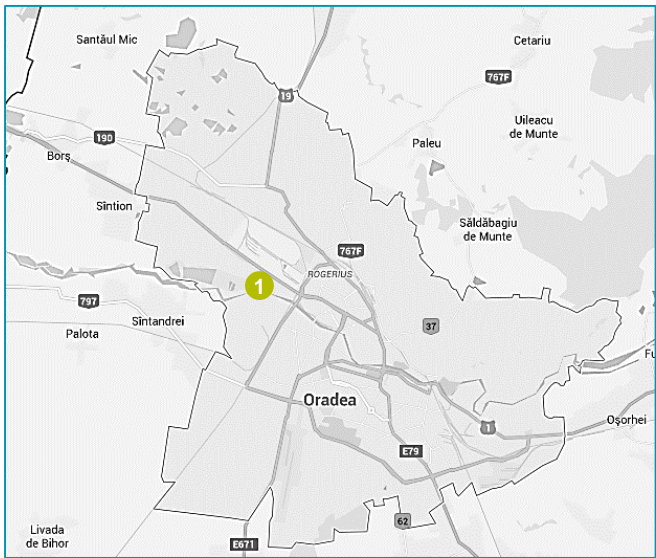 Santăul Mic
Cetariu
767F
19
Uileacu
de Munte
190
Paleu
Borș
Sîntion
Săldăbagiu
de Munte
767F
ROGERIUS
1
797
Sîntandrei
Palota
37
Oradea
Oșorhei
1
E79
62
Livada
de Bihor
E671